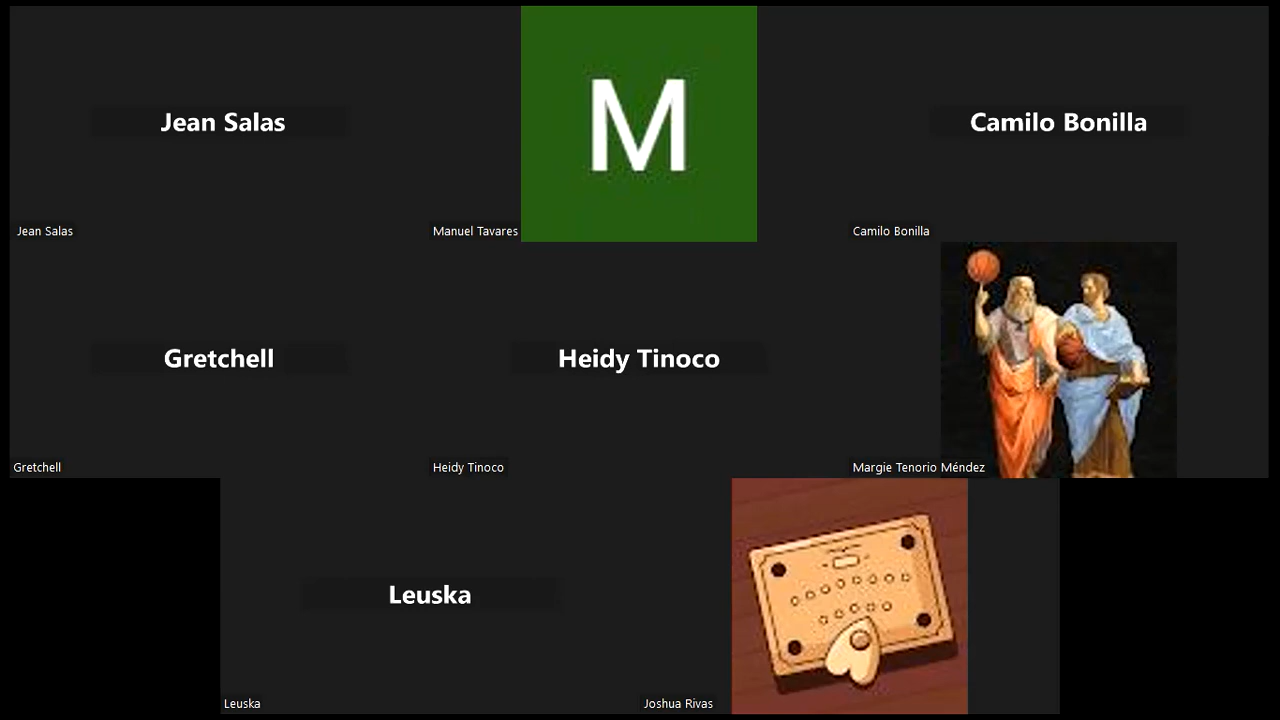 Jean Salas
Jean Salas
M
Manuel Tavares
Camilo Bonilla
Camilo Bonilla
Gretchell
Gretchell
Heidy Tinoco
Heidy Tinoco
Margie Tenorio Méndez
Leuska
Leuska
Joshua Rivas